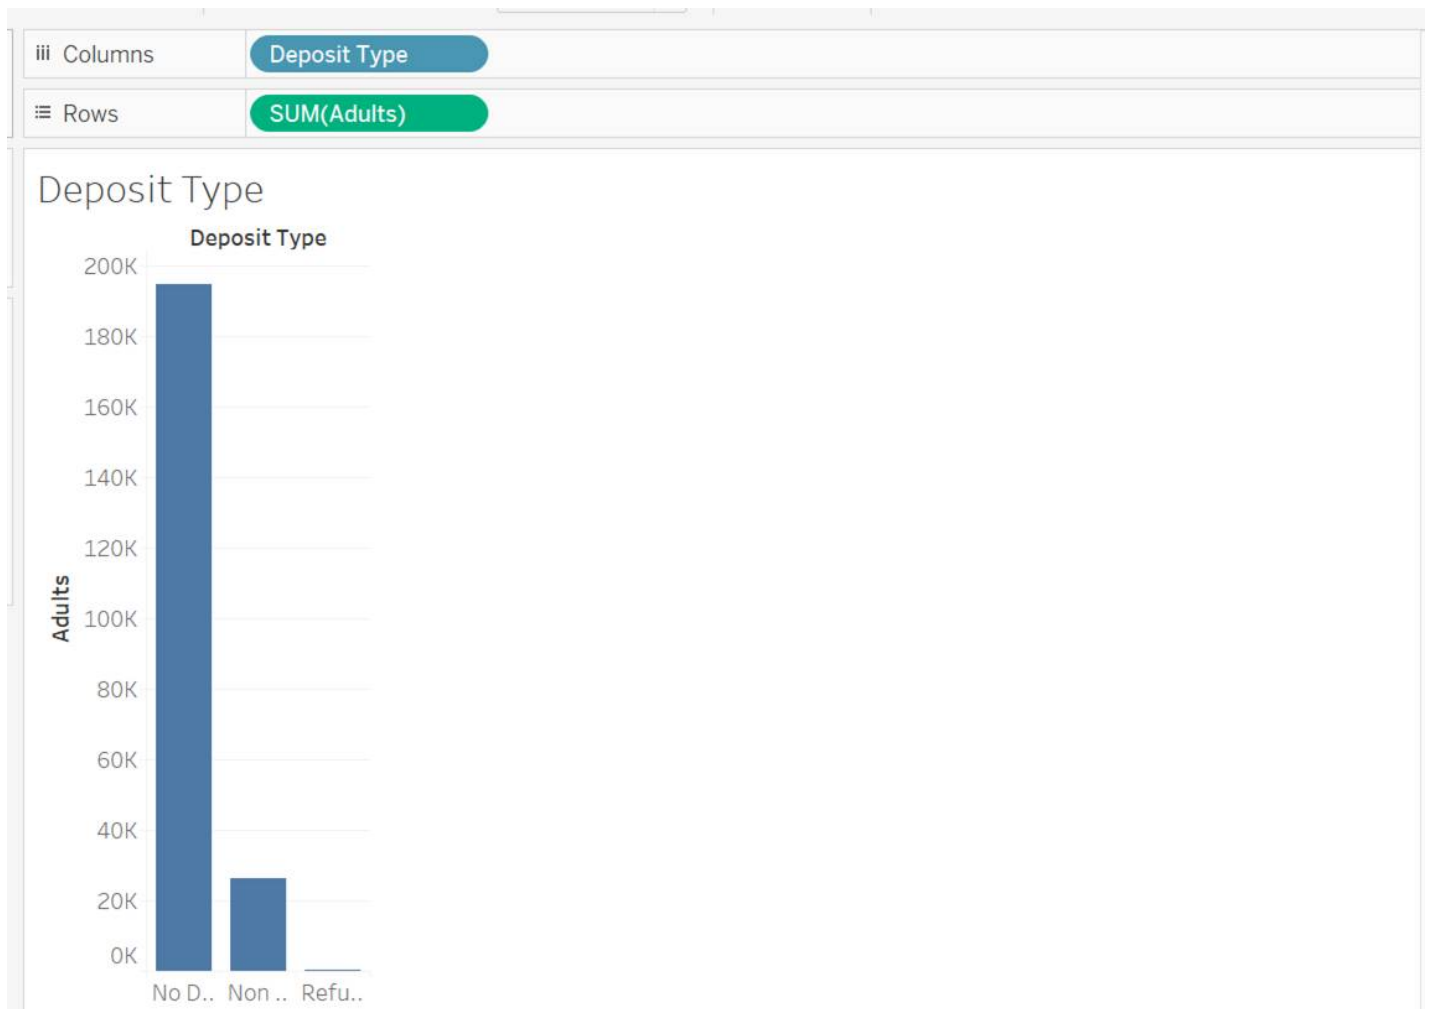 Columns Deposit Type
Rows SUM(Adults)
Deposit Type
Deposit Type
200K
180K
160K
140K
120K
100K
80K
60K
40K
20K
0K
Adults
No D.. Non .. Refu..